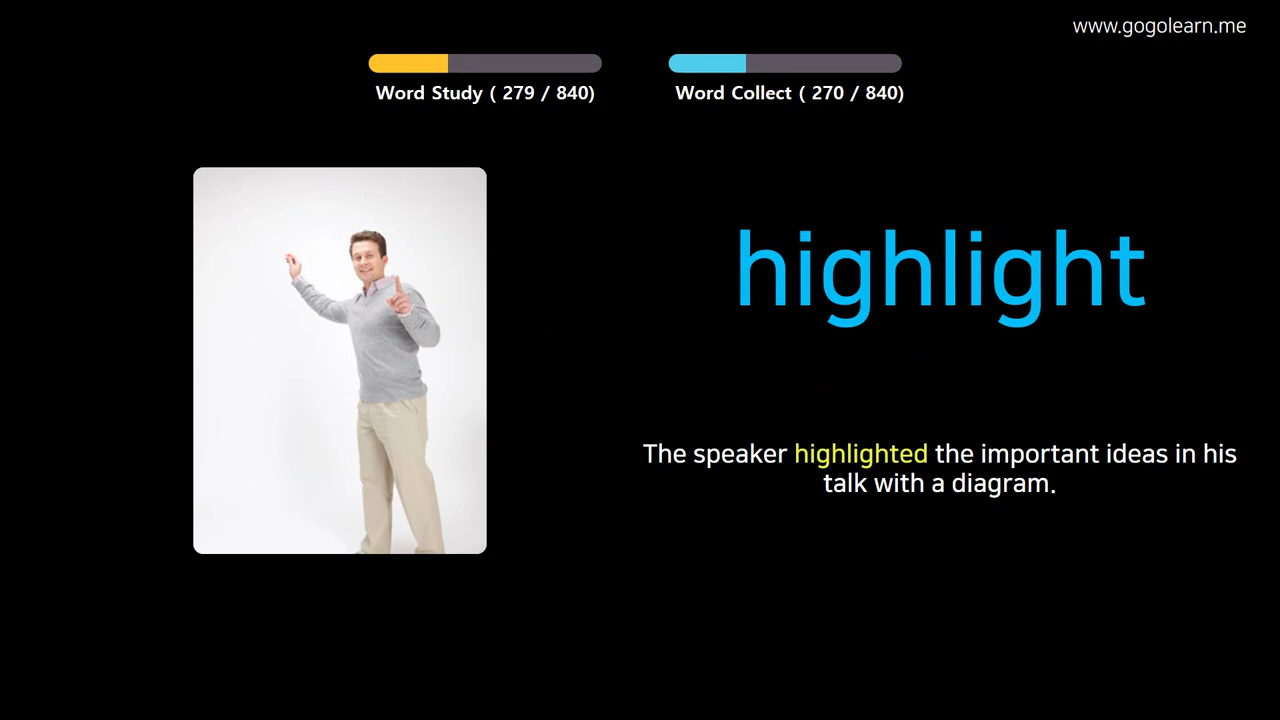 www.gogolearn.me
Word Study ( 279 / 840)
Word Collect ( 270 / 840)
highlight
The speaker highlighted the important ideas in his
talk with a diagram.